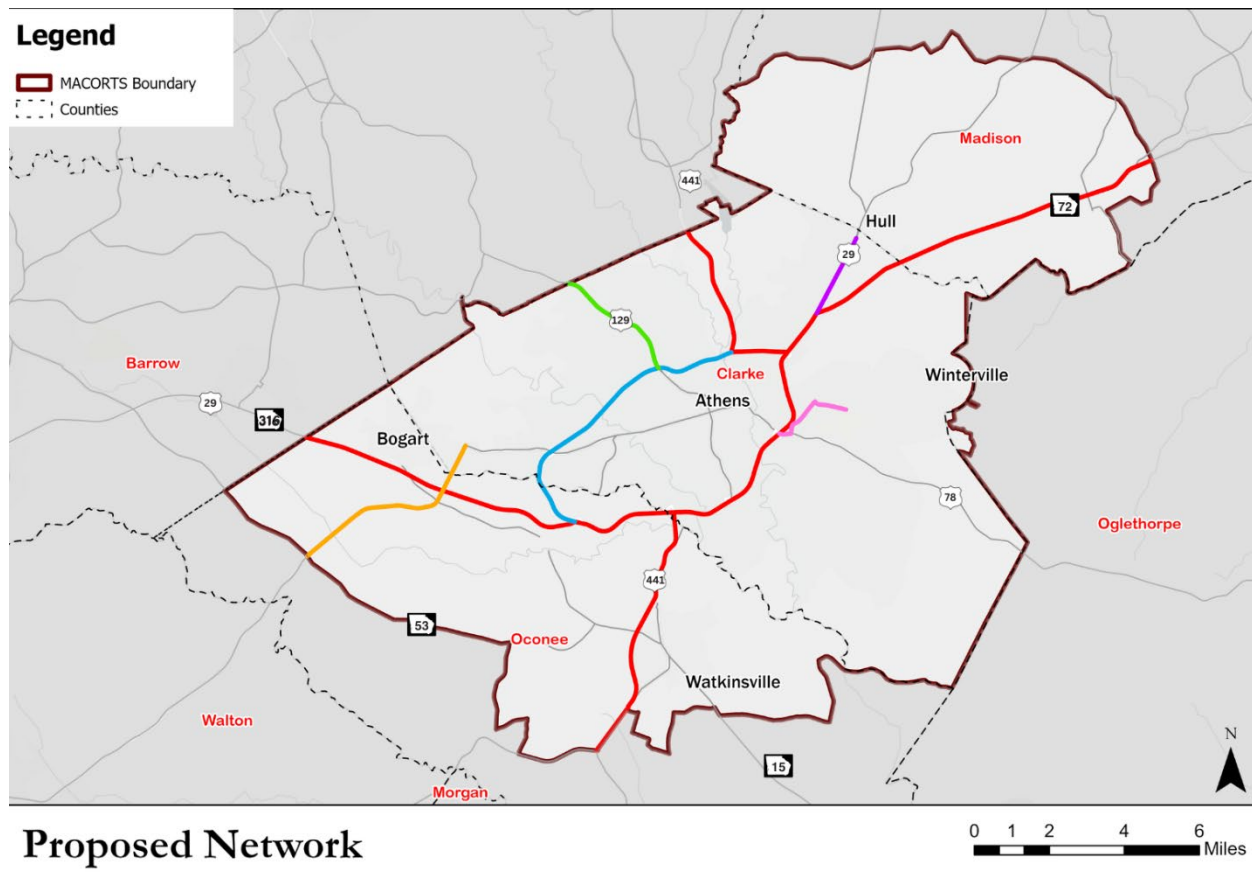 Legend
MACORTS Boundary
Counties
441
Madison
72
Hull
29
129
Barrow
Clarke
Winterville
29
Athens
316
Bogart
78
Oglethorpe
441
53
Oconee
Watkinsville
Walton
N
15
Morgan
Proposed Network
0 1 2 4 6
Miles